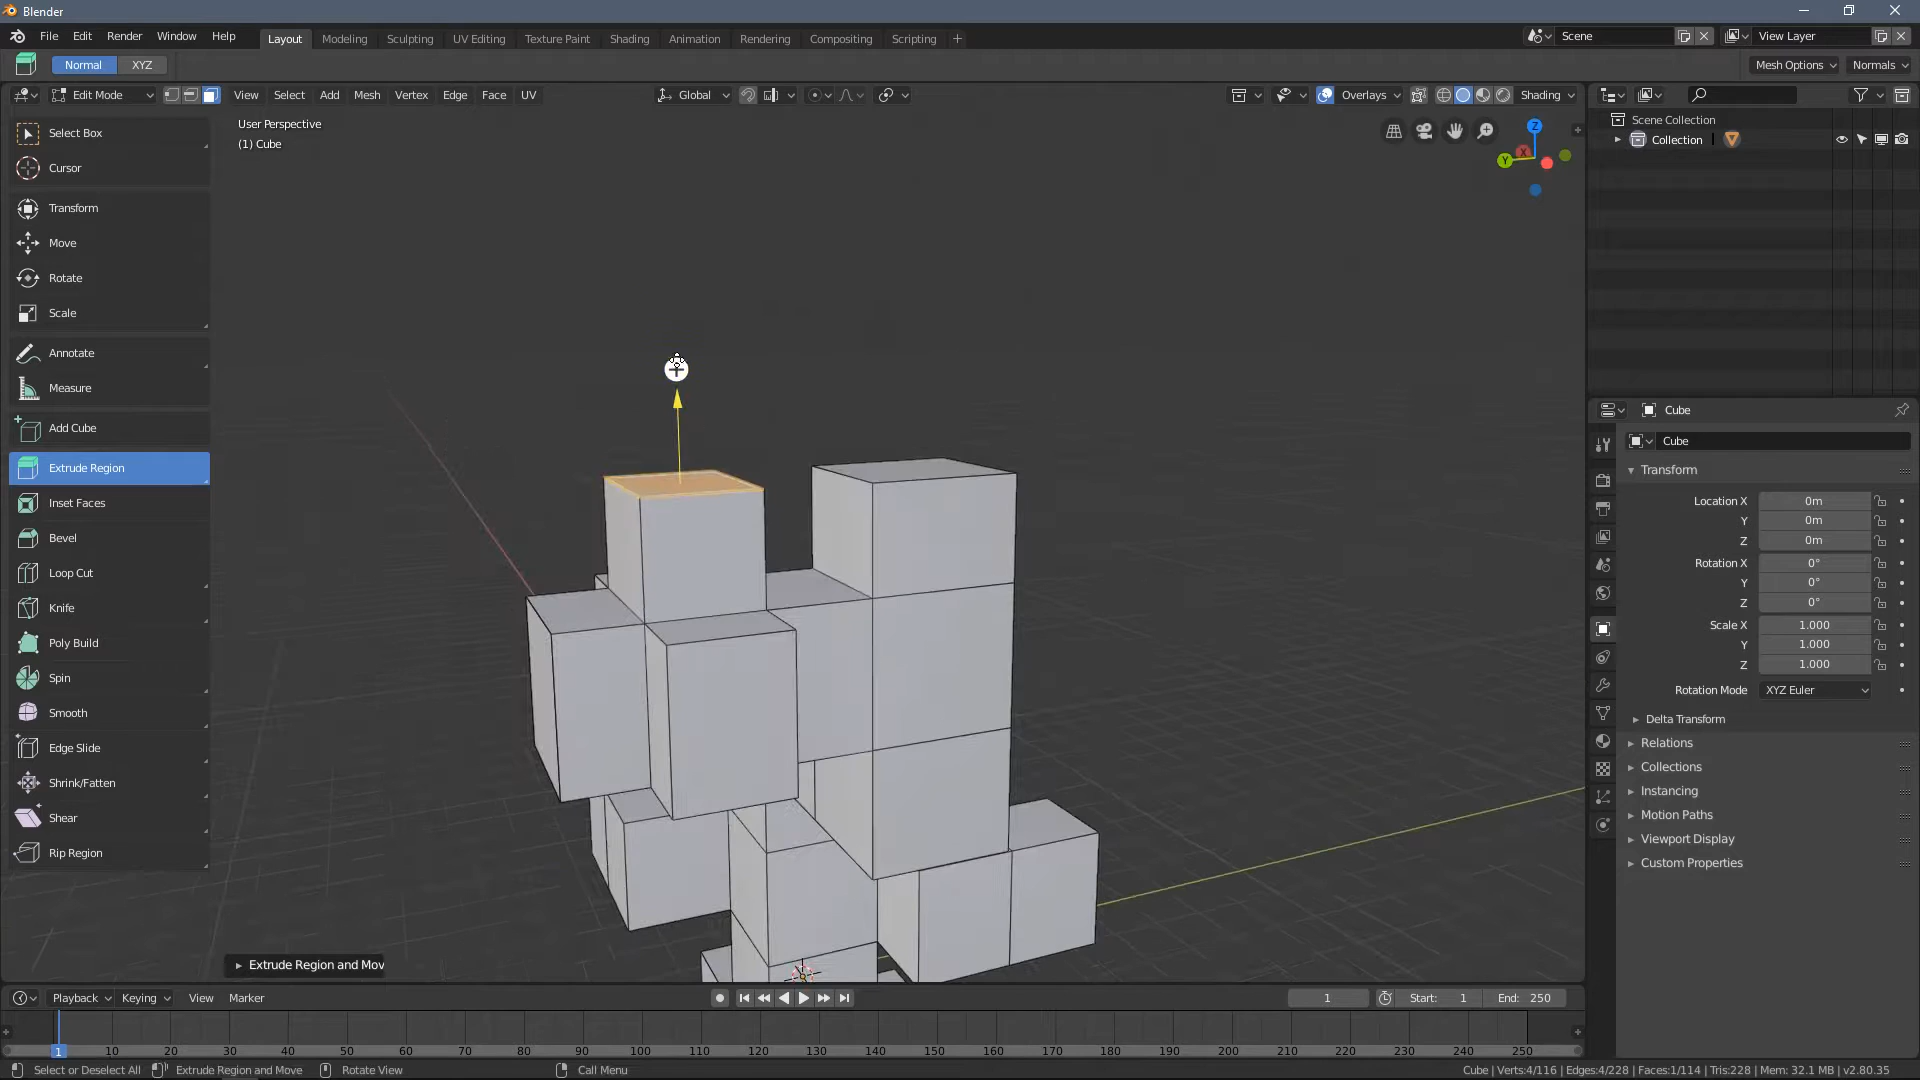 Blender
File Edit Render Window Help
Layout Modeling Sculpting UV Editing Texture Paint Shading Animation Rendering Compositing Scripting +
Scene
View Layer
Normal XYZ
Mesh Options Normals
Edit Mode View Select Add Mesh Vertex Edge Face UV
Global
Overlays
Shading
User Perspective
(1) Cube
Z
X
Y
Select Box
Cursor
Transform
Move
Rotate
Scale
Annotate
Measure
Add Cube
Extrude Region
Inset Faces
Bevel
Loop Cut
Knife
Poly Build
Spin
Smooth
Edge Slide
Shrink/Fatten
Shear
Rip Region
Extrude Region and Mov
Scene Collection
Collection
Cube
Cube
Transform
Location X 0m
Y 0m
Z 0m
Rotation X 0°
Y 0°
Z 0°
Scale X 1.000
Y 1.000
Z 1.000
Rotation Mode XYZ Euler
Delta Transform
Relations
Collections
Instancing
Motion Paths
Viewport Display
Custom Properties
Playback Keying View Marker
1 Start: 1 End: 250
1 10 20 30 40 50 60 70 80 90 100 110 120 130 140 150 160 170 180 190 200 210 220 230 240 250
Select or Deselect All Extrude Region and Move Rotate View Call Menu
Cube | Verts:4/116 | Edges:4/228 | Faces:1/114 | Tris:228 | Mem: 32.1 MB | v2.80.35